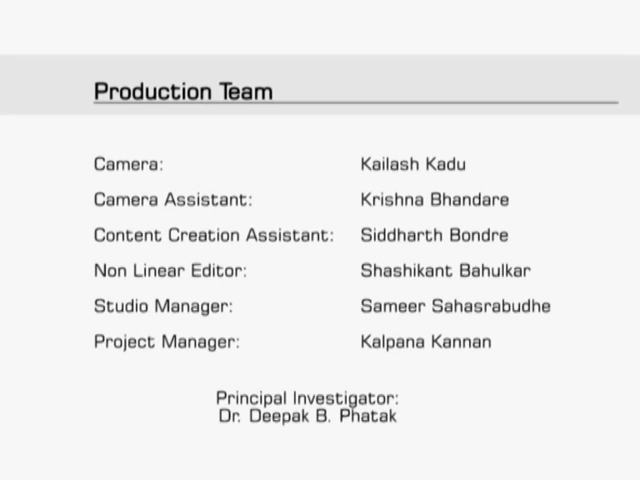 Production Team
Camera: Kailash Kadu
Camera Assistant: Krishna Bhandare
Content Creation Assistant: Siddharth Bondre
Non Linear Editor: Shashikant Bahulkar
Studio Manager: Sameer Sahasrabudhe
Project Manager: Kalpana Kannan
Principal Investigator:
Dr. Deepak B. Phatak